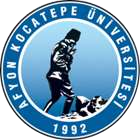 AFYON KOCATEPE ÜNİVERSİTESİ
1992